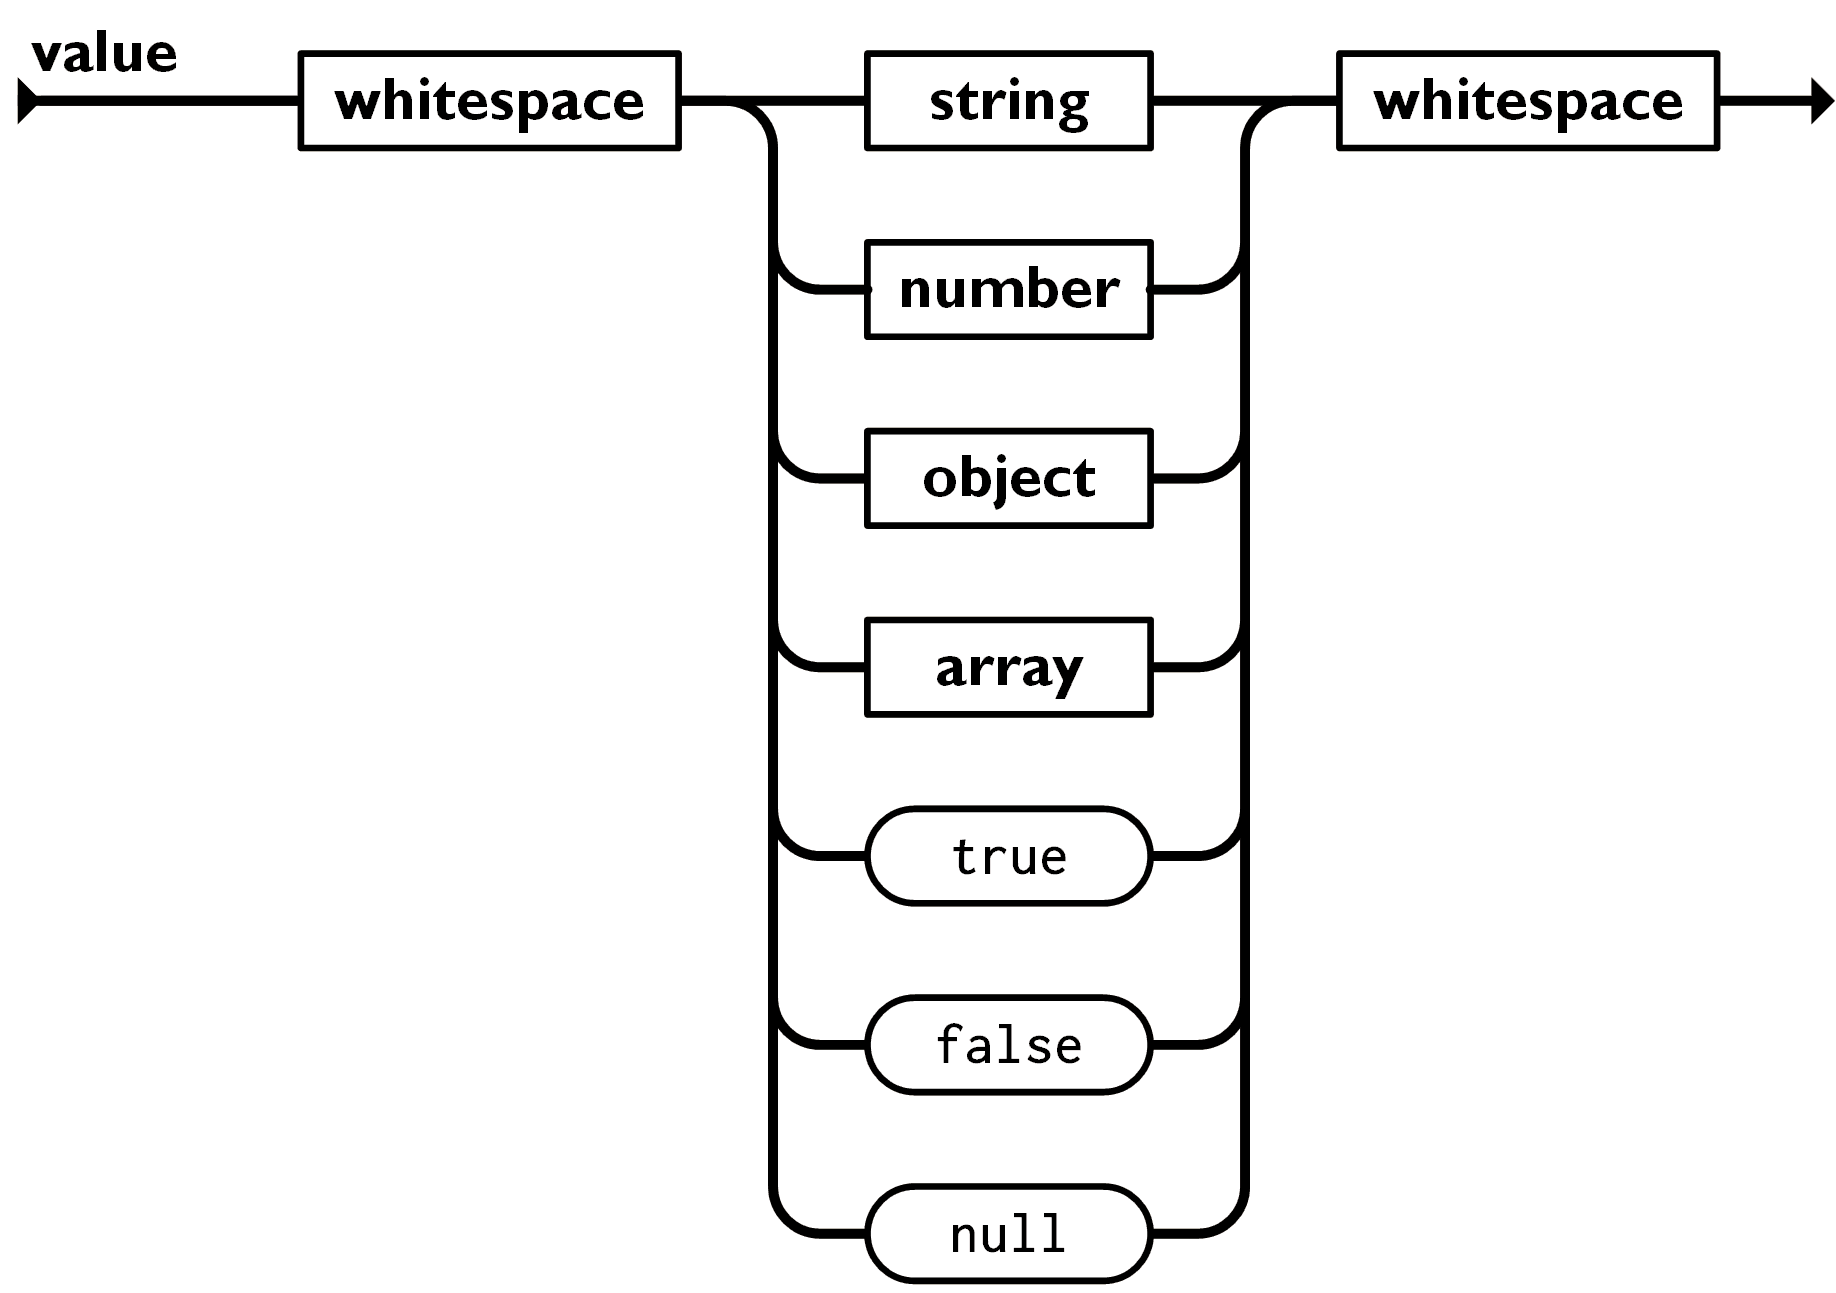 value
whitespace string whitespace
number
object
array
true
false
null